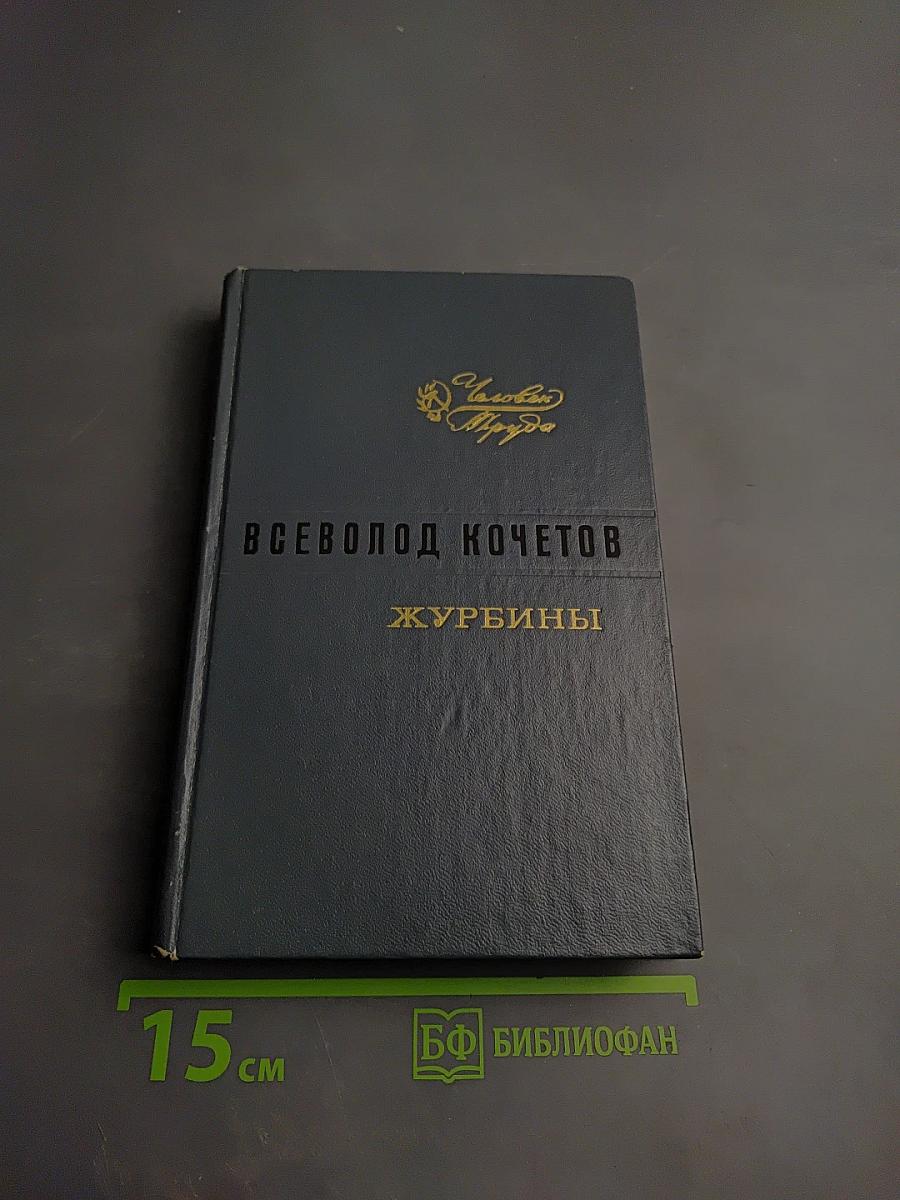 Человек
Труда
ВСЕВОЛОД КОЧЕТОВ
ЖУРБИНЫ
15 см
БФ БИБЛИОФАН